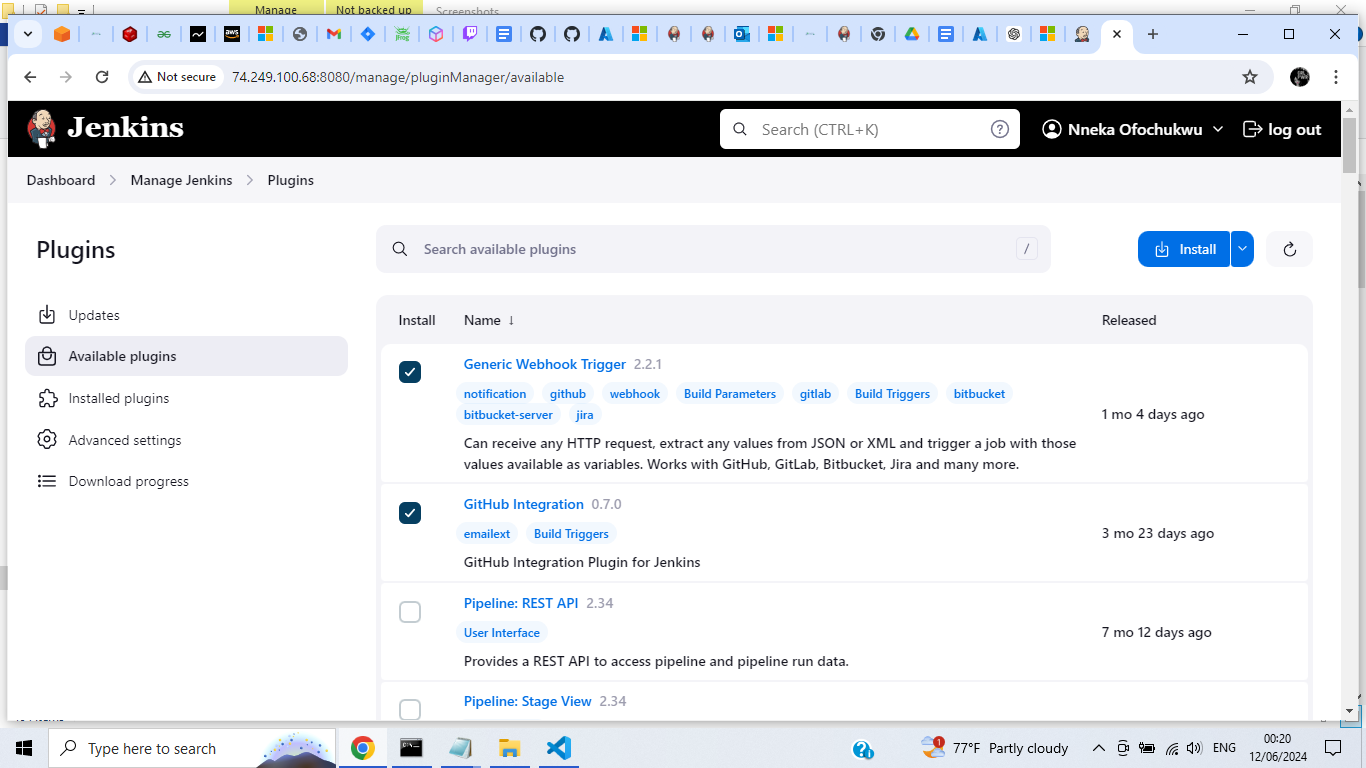 Manage
Not backed up
Screenshots
aws
Not secure
74.249.100.68:8080/manage/pluginManager/available
Jenkins
Search (CTRL+K)
?
Nneka Ofochukwu
log out
Dashboard
Manage Jenkins
Plugins
Plugins
Search available plugins
/
Install
Updates
Available plugins
Installed plugins
Advanced settings
Download progress
Install
Name ↓
Released
Generic Webhook Trigger 2.2.1
notification github webhook Build Parameters gitlab Build Triggers bitbucket
bitbucket-server jira
Can receive any HTTP request, extract any values from JSON or XML and trigger a job with those
values available as variables. Works with GitHub, GitLab, Bitbucket, Jira and many more.
1 mo 4 days ago
GitHub Integration 0.7.0
emailext Build Triggers
GitHub Integration Plugin for Jenkins
3 mo 23 days ago
Pipeline: REST API 2.34
User Interface
Provides a REST API to access pipeline and pipeline run data.
7 mo 12 days ago
Pipeline: Stage View 2.34
Type here to search
1
77°F Partly cloudy
ENG
00:20
12/06/2024